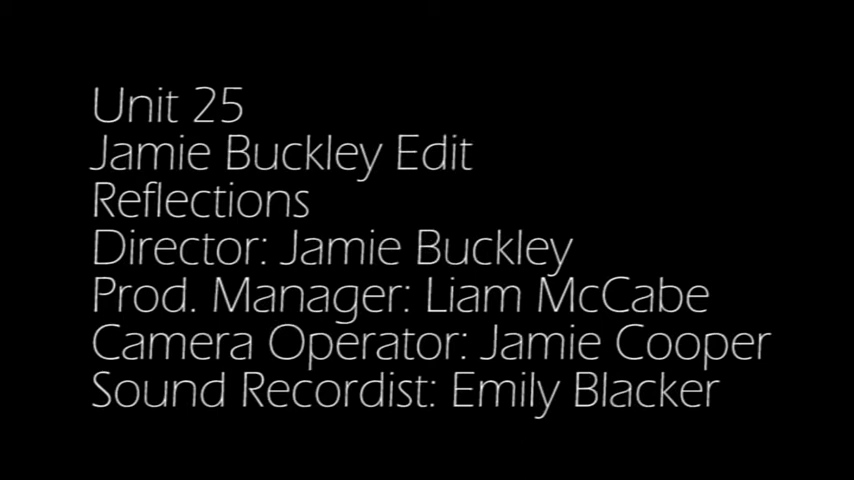 Unit 25
Jamie Buckley Edit
Reflections
Director: Jamie Buckley
Prod. Manager: Liam McCabe
Camera Operator: Jamie Cooper
Sound Recordist: Emily Blacker